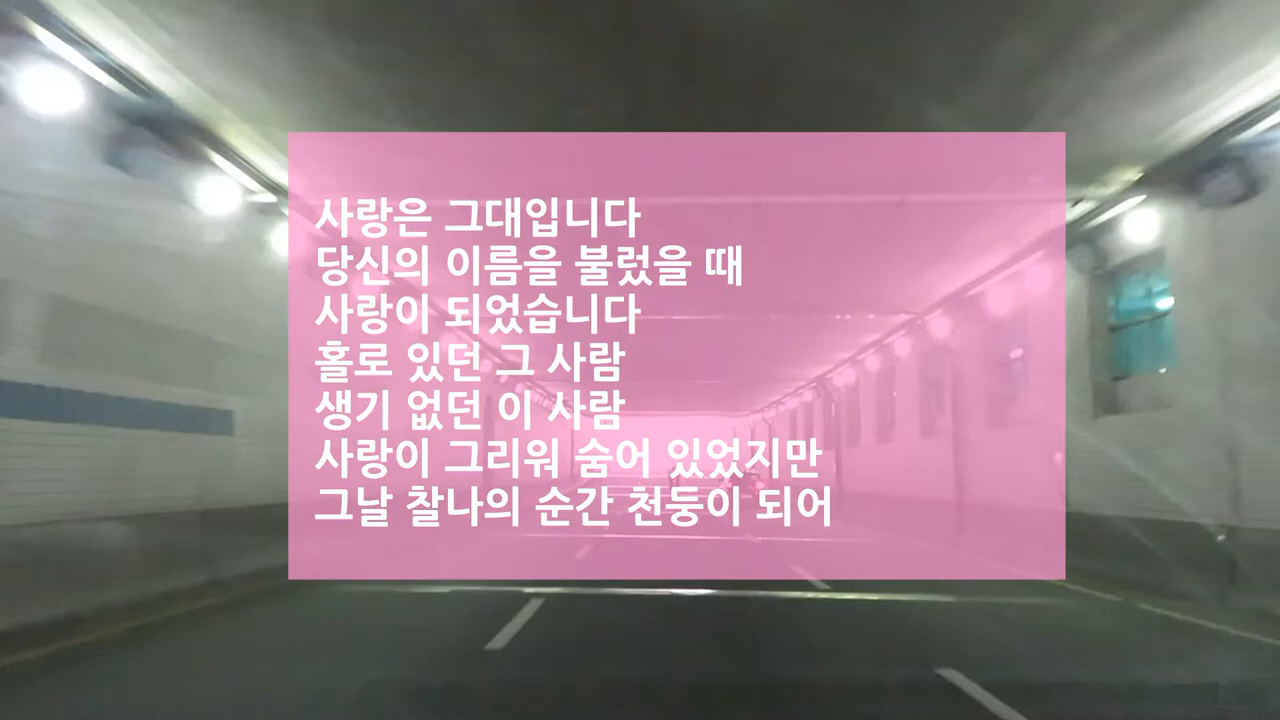 사랑은 그대입니다
당신의 이름을 불렀을 때
사랑이 되었습니다
홀로 있던 그 사람
생기 없던 이 사람
사랑이 그리워 숨어 있었지만
그날 찰나의 순간 천둥이 되어